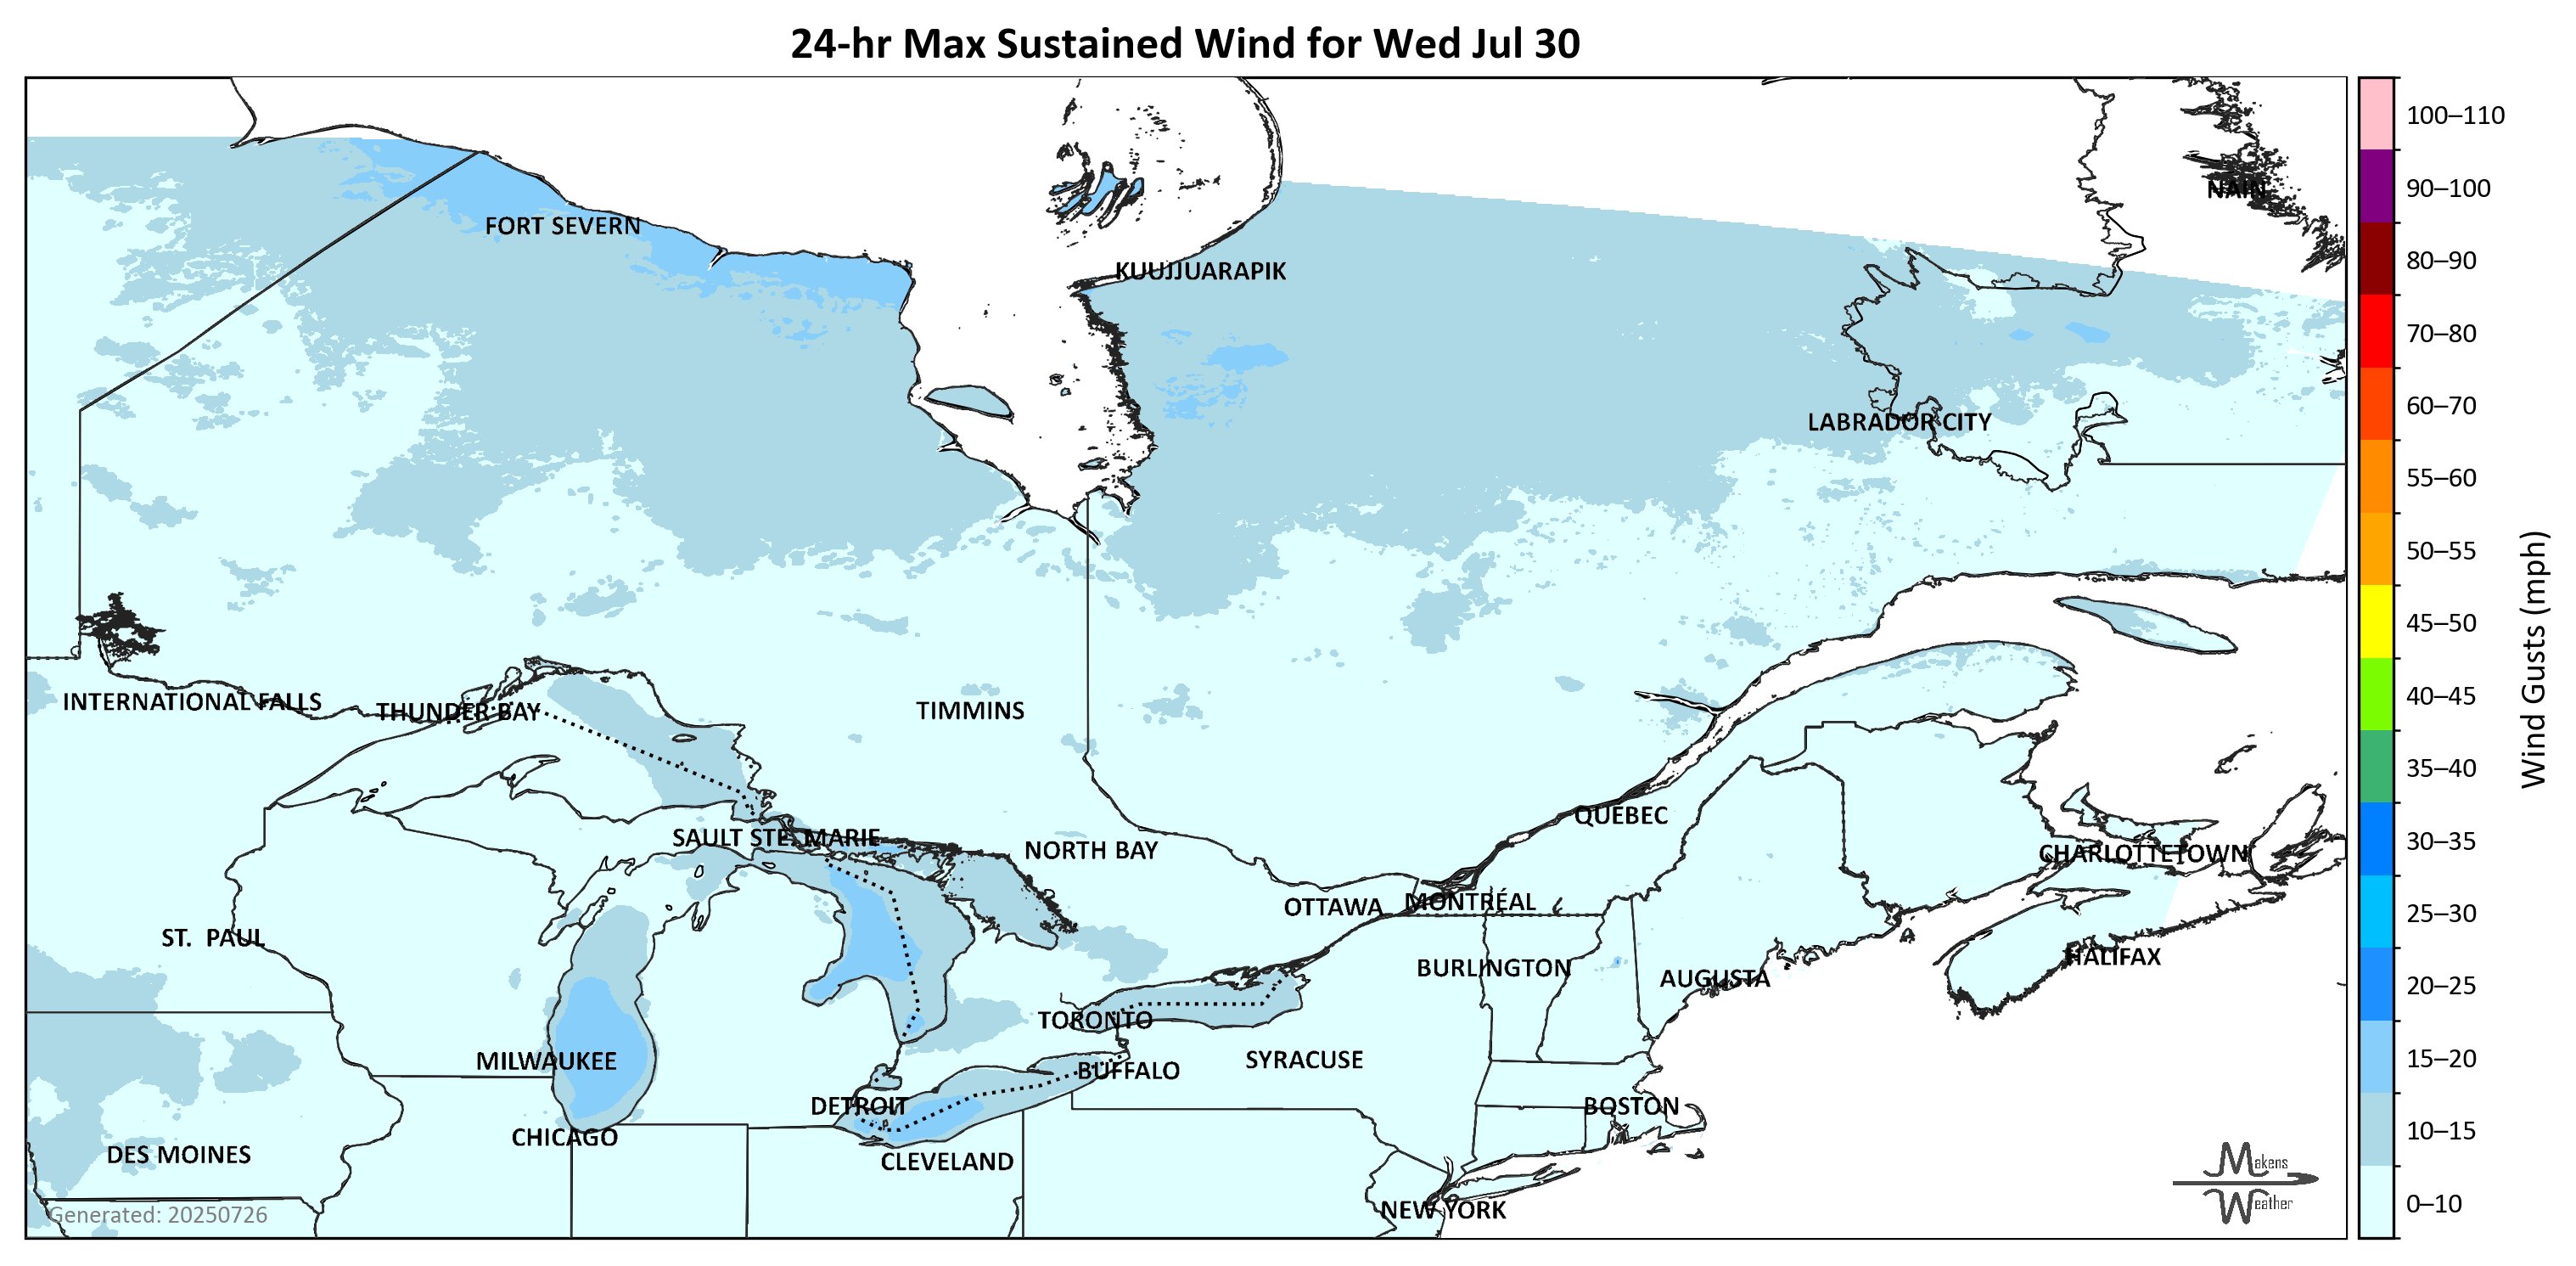 24-hr Max Sustained Wind for Wed Jul 30
100–110
90–100
NAIN
FORT SEVERN
80–90
KUUJJUARAPIK
70–80
60–70
LABRADOR CITY
55–60
50–55
Wind Gusts (mph)
45–50
40–45
INTERNATIONAL FALLS
THUNDER BAY
TIMMINS
35–40
QUÉBEC
30–35
SAULT STE. MARIE
NORTH BAY
CHARLOTTETOWN
25–30
OTTAWA
MONTRÉAL
ST. PAUL
HALIFAX
BURLINGTON
AUGUSTA
20–25
TORONTO
MILWAUKEE
SYRACUSE
15–20
BUFFALO
DETROIT
BOSTON
10–15
CHICAGO
DES MOINES
CLEVELAND
Makens
Weather
0–10
NEW YORK
Generated: 20250726